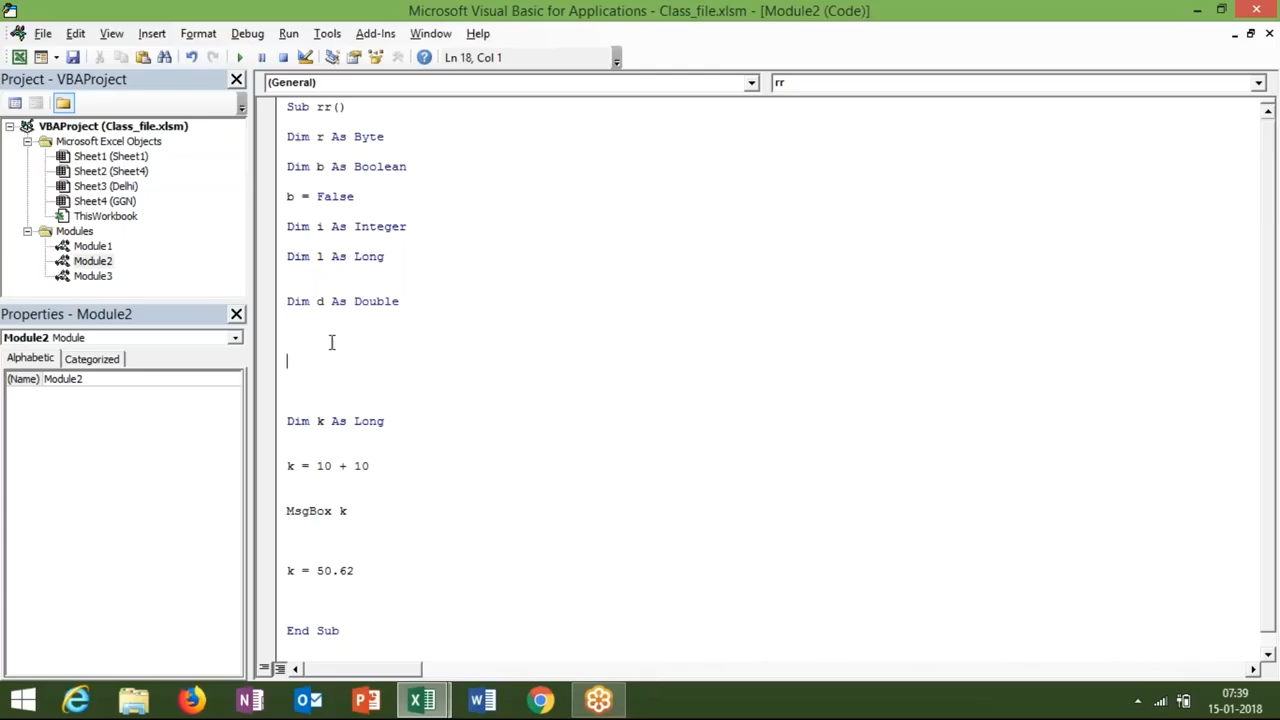 Microsoft Visual Basic for Applications - Class_file.xlsm - [Module2 (Code)]
File Edit View Insert Format Debug Run Tools Add-Ins Window Help
Ln 18, Col 1
Project - VBAProject
(General)
rr
VBAProject (Class_file.xlsm)
Microsoft Excel Objects
Sheet1 (Sheet1)
Sheet2 (Sheet4)
Sheet3 (Delhi)
Sheet4 (GGN)
ThisWorkbook
Modules
Module1
Module2
Module3
Properties - Module2
Module2 Module
Alphabetic Categorized
(Name) Module2
Sub rr()
Dim r As Byte
Dim b As Boolean
b = False
Dim i As Integer
Dim l As Long
Dim d As Double
Dim k As Long
k = 10 + 10
MsgBox k
k = 50.62
End Sub
07:39
15-01-2018